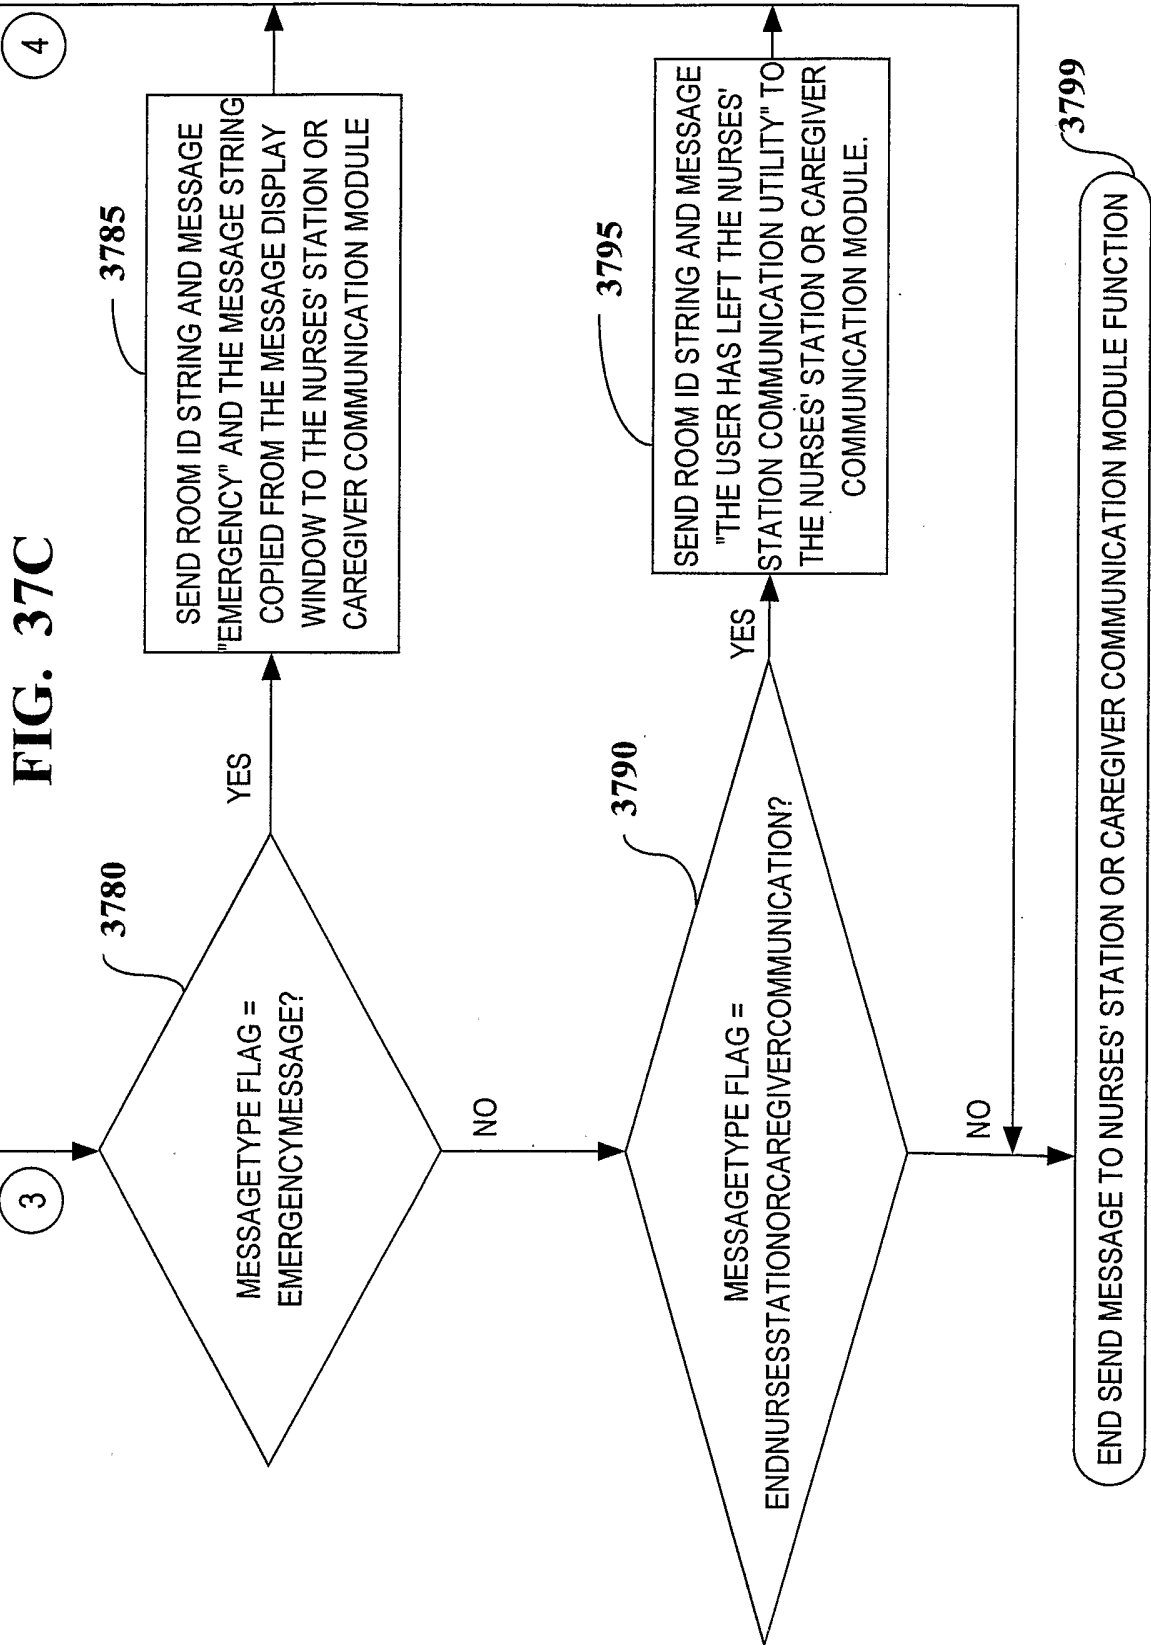 FIG. 37C
3
4
3780
MESSAGETYPE FLAG =
EMERGENCYMESSAGE?
YES
3785
SEND ROOM ID STRING AND MESSAGE
"EMERGENCY" AND THE MESSAGE STRING
COPIED FROM THE MESSAGE DISPLAY
WINDOW TO THE NURSES' STATION OR
CAREGIVER COMMUNICATION MODULE
NO
3790
MESSAGETYPE FLAG =
ENDNURSESSTATIONORCAREGIVERCOMMUNICATION?
YES
3795
SEND ROOM ID STRING AND MESSAGE
"THE USER HAS LEFT THE NURSES'
STATION COMMUNICATION UTILITY" TO
THE NURSES' STATION OR CAREGIVER
COMMUNICATION MODULE.
NO
3799
END SEND MESSAGE TO NURSES' STATION OR CAREGIVER COMMUNICATION MODULE FUNCTION